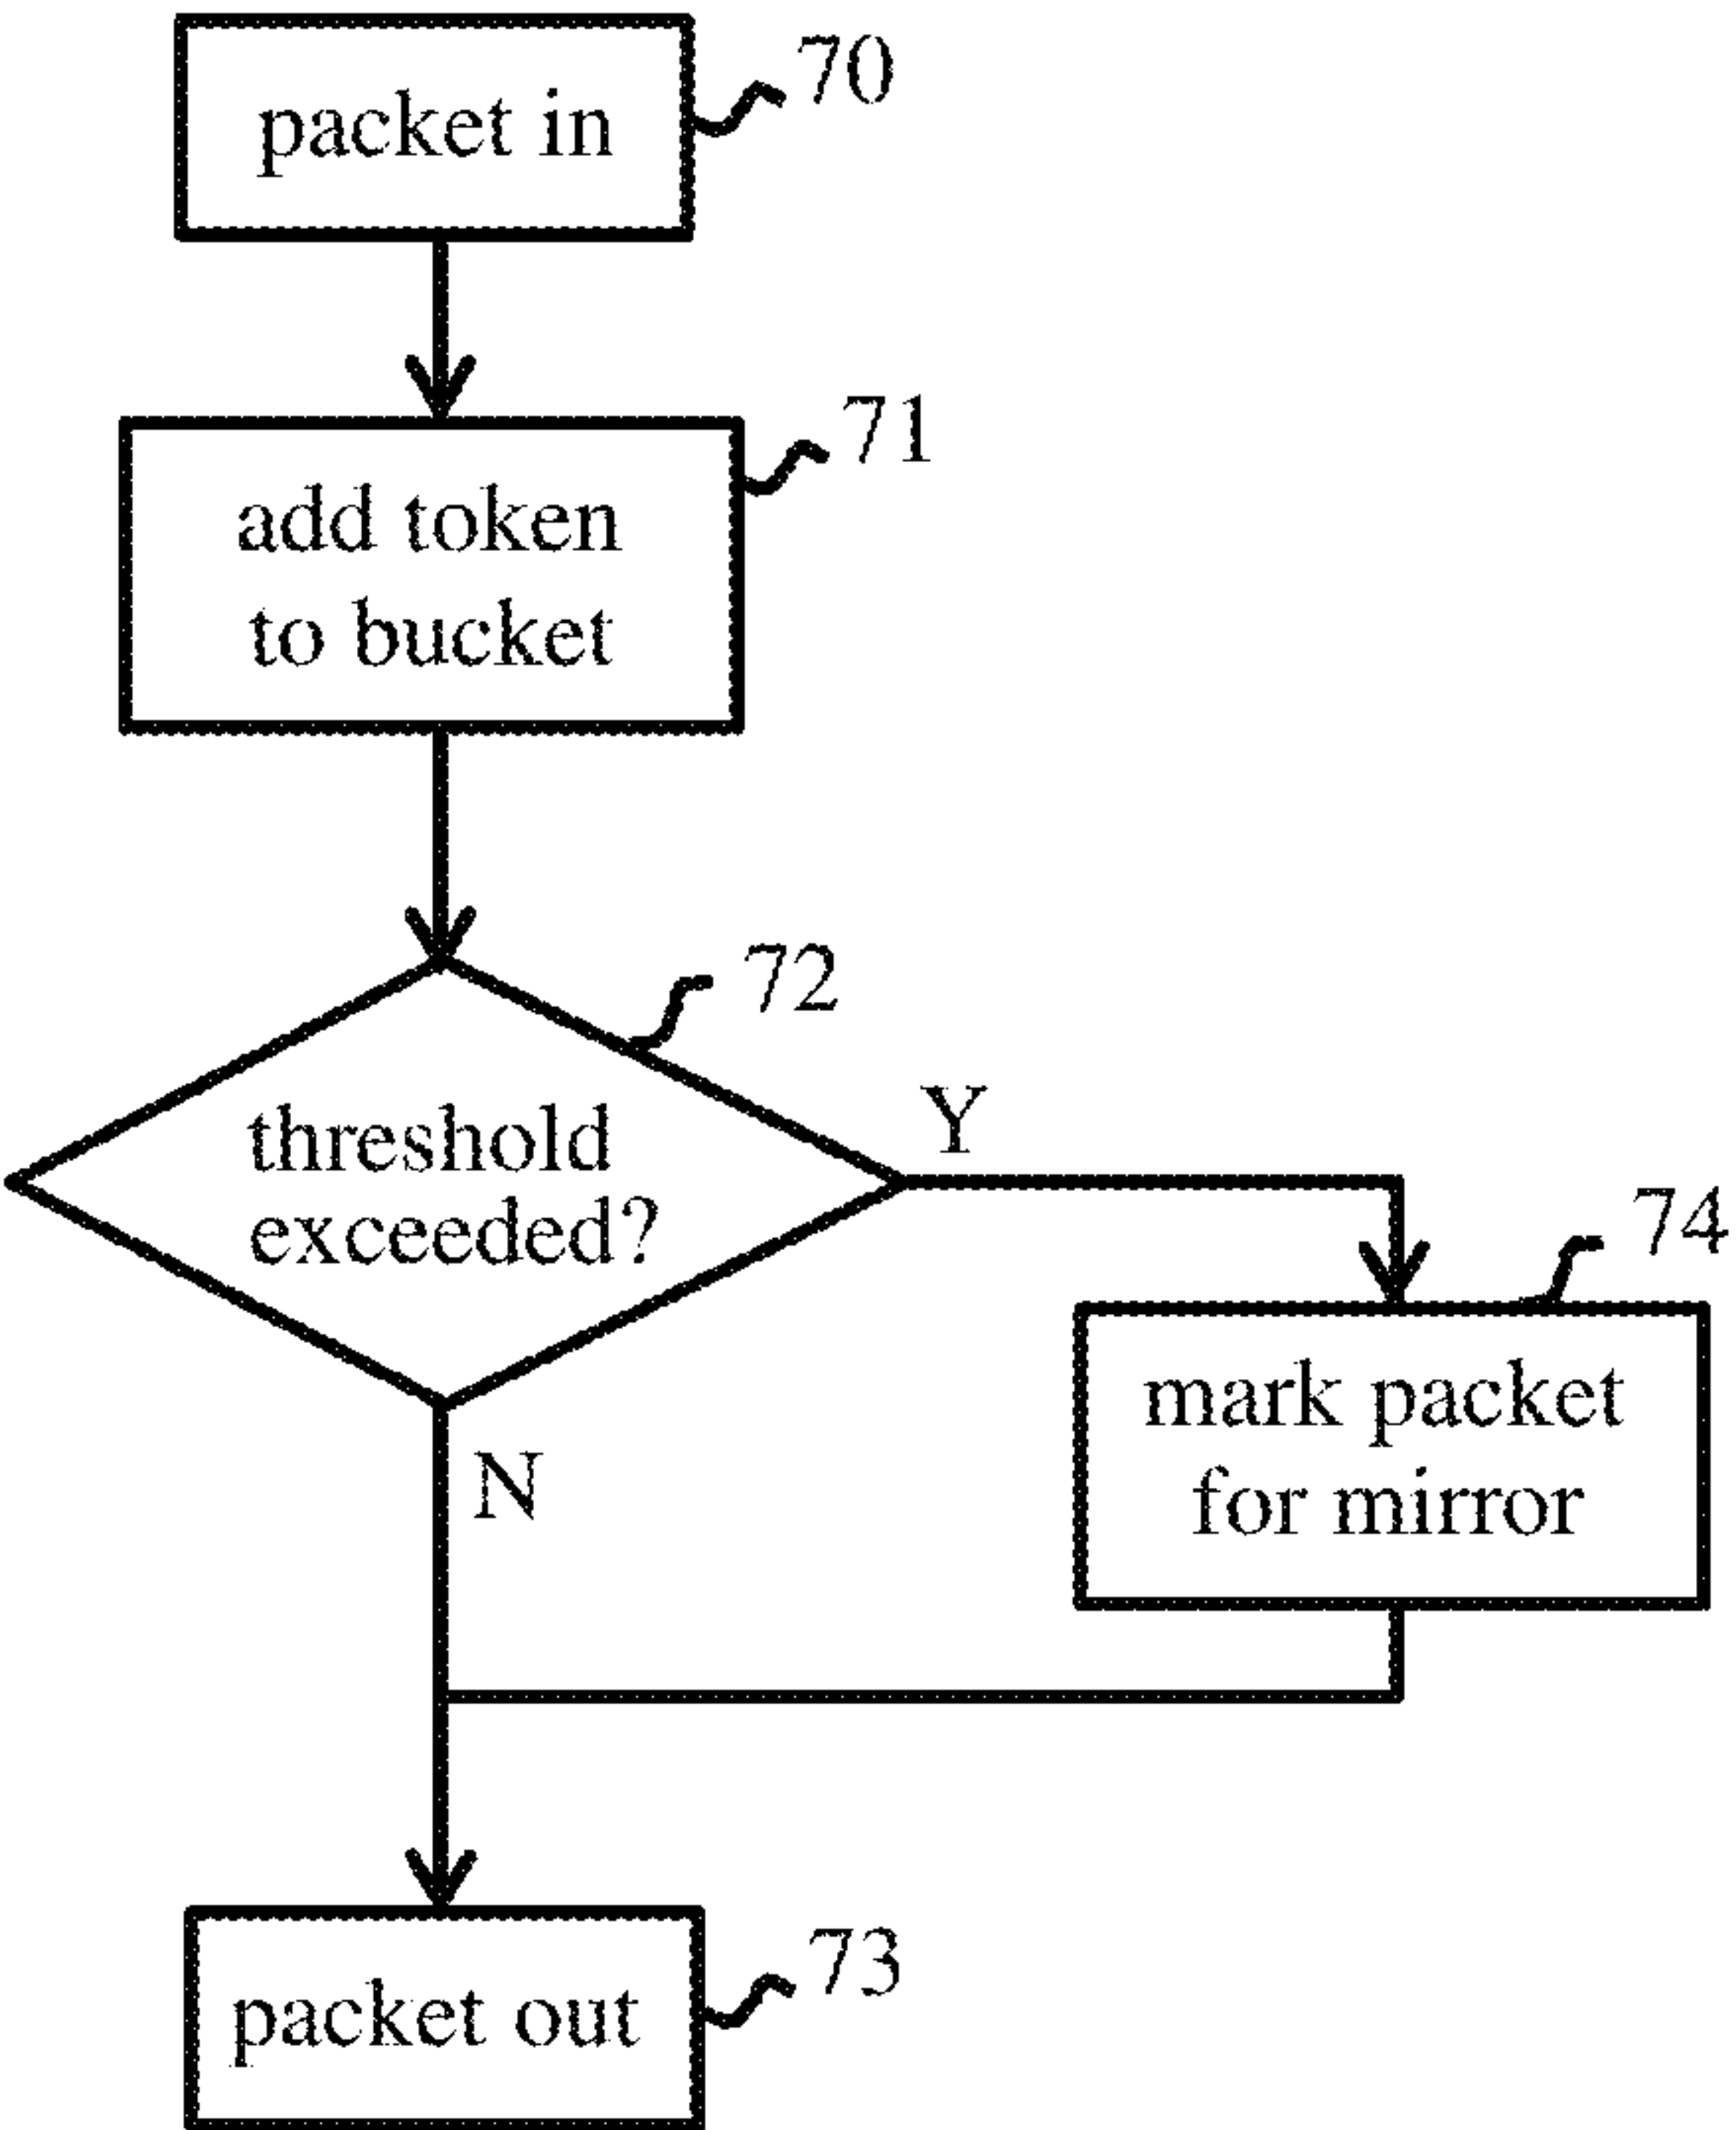 packet in
70
add token
to bucket
71
72
threshold
exceeded?
Y
N
74
mark packet
for mirror
packet out
73